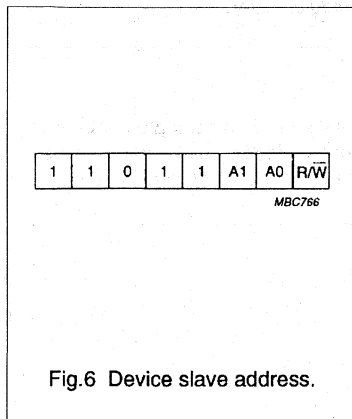 1 1 0 1 1 A1 A0 R/W̅
MBC766
Fig.6 Device slave address.